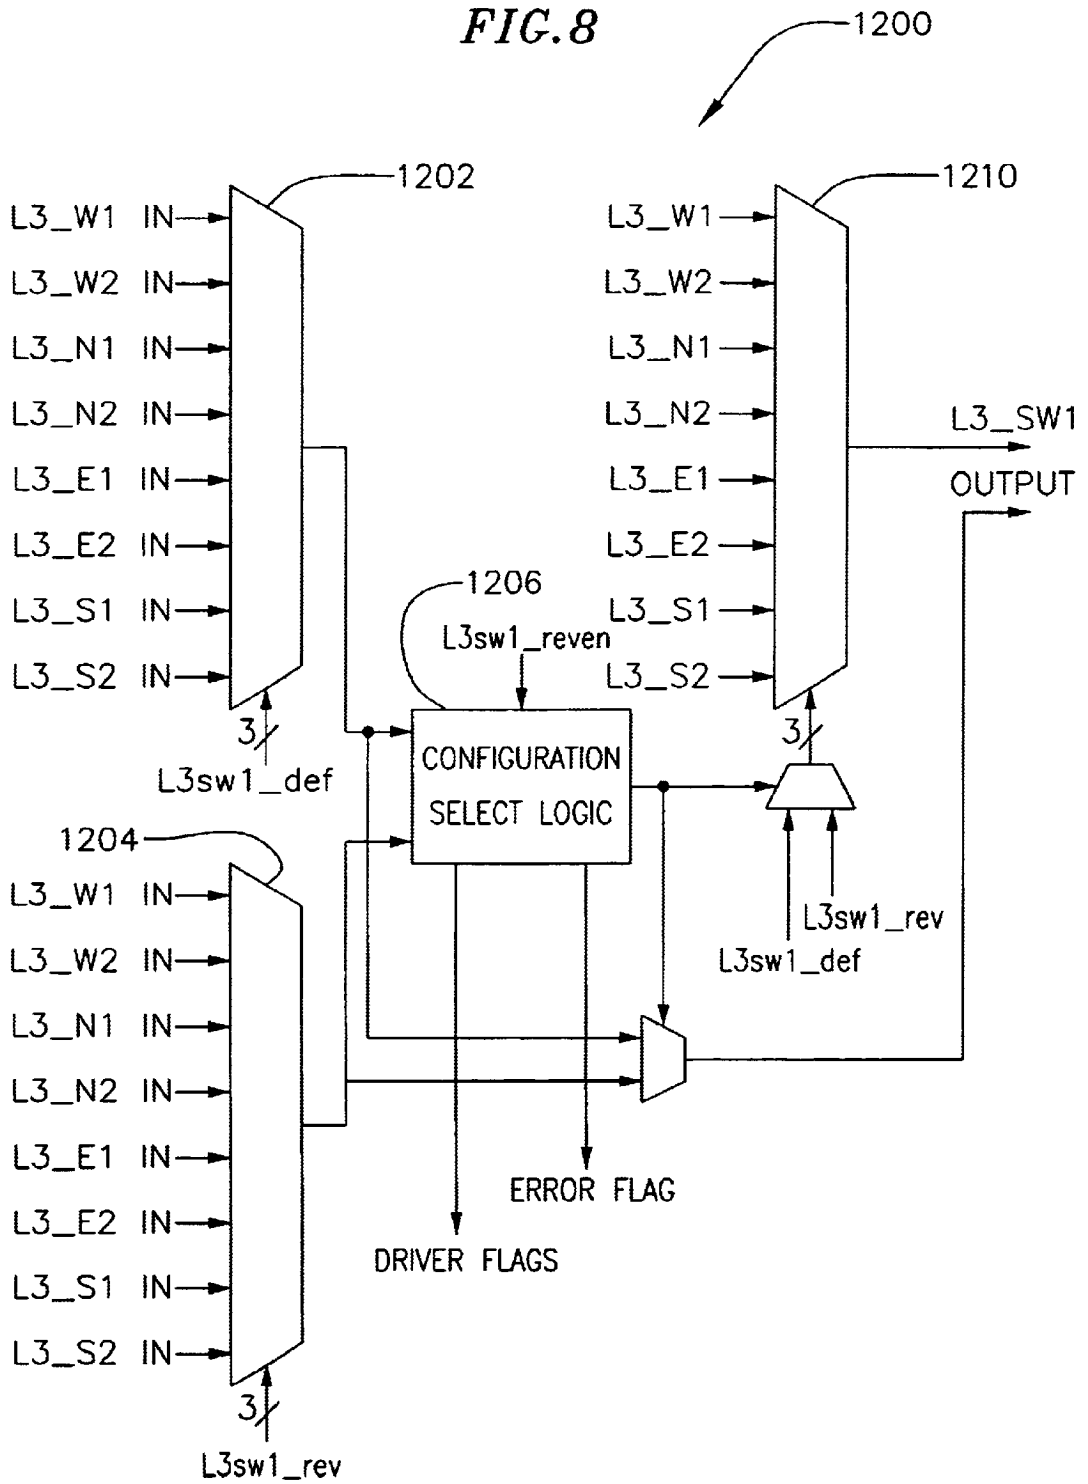 FIG.8
1200
1202
L3_W1 IN
L3_W2 IN
L3_N1 IN
L3_N2 IN
L3_E1 IN
L3_E2 IN
L3_S1 IN
L3_S2 IN
3
L3sw1_def
1210
L3_W1
L3_W2
L3_N1
L3_N2
L3_E1
L3_E2
L3_S1
L3_S2
3
L3_SW1
OUTPUT
1206
L3sw1_reven
CONFIGURATION
SELECT LOGIC
L3sw1_rev
L3sw1_def
1204
L3_W1 IN
L3_W2 IN
L3_N1 IN
L3_N2 IN
L3_E1 IN
L3_E2 IN
L3_S1 IN
L3_S2 IN
3
L3sw1_rev
ERROR FLAG
DRIVER FLAGS